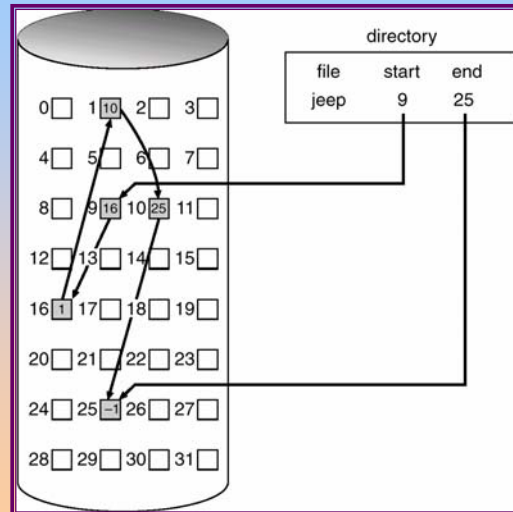 directory
file start end
jeep 9 25
0 1 10 2 3
4 5 6 7
8 9 16 10 25 11
12 13 14 15
16 1 17 18 19
20 21 22 23
24 25 -1 26 27
28 29 30 31